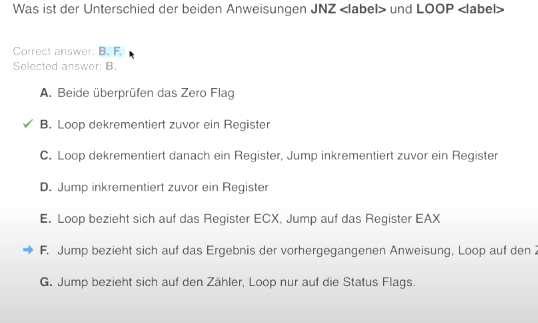 Was ist der Unterschied der beiden Anweisungen JNZ <label> und LOOP <label>
Correct answer: B. F.
Selected answer: B.
A. Beide überprüfen das Zero Flag
B. Loop dekrementiert zuvor ein Register
C. Loop dekrementiert danach ein Register, Jump inkrementiert zuvor ein Register
D. Jump inkrementiert zuvor ein Register
E. Loop bezieht sich auf das Register ECX, Jump auf das Register EAX
F. Jump bezieht sich auf das Ergebnis der vorhergegangenen Anweisung, Loop auf den
G. Jump bezieht sich auf den Zähler, Loop nur auf die Status Flags.